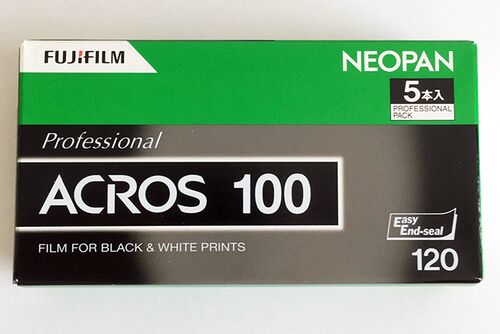 FUJIFILM
NEOPAN
5本入
PROFESSIONAL
PACK
Professional
ACROS 100
FILM FOR BLACK & WHITE PRINTS
Easy
End-seal
120